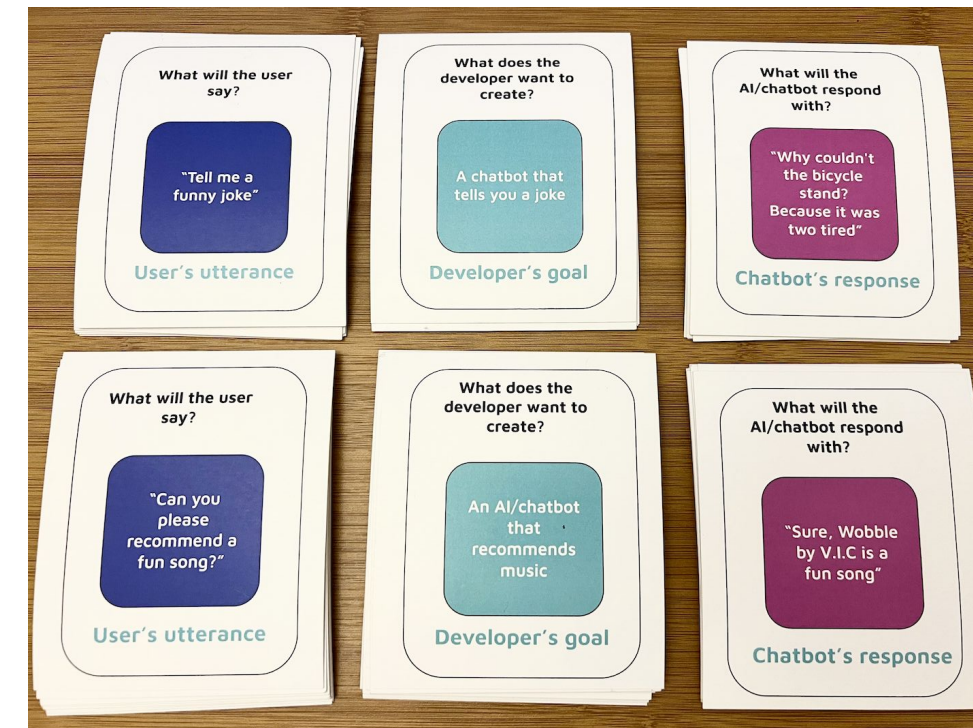 What will the user
say?
"Tell me a
funny joke"
User's utterance
What does the
developer want to
create?
A chatbot that
tells you a joke
Developer's goal
What will the
AI/chatbot respond
with?
"Why couldn't
the bicycle
stand?
Because it was
two tired"
Chatbot's response
What will the user
say?
"Can you
please
recommend a
fun song?"
User's utterance
What does the
developer want to
create?
An AI/chatbot
that
recommends
music
Developer's goal
What will the
AI/chatbot respond
with?
"Sure, Wobble
by V.I.C is a
fun song"
Chatbot's response